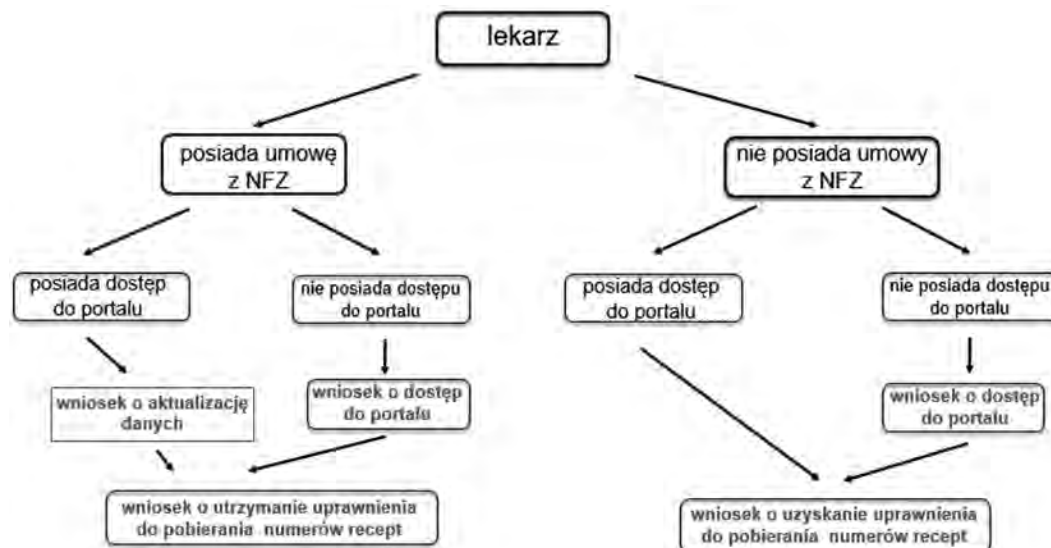 lekarz
posiada umowę
z NFZ
nie posiada umowy
z NFZ
posiada dostęp
do portalu
nie posiada dostępu
do portalu
posiada dostęp
do portalu
nie posiada dostępu
do portalu
wniosek o aktualizację
danych
wniosek o dostęp
do portalu
wniosek o dostęp
do portalu
wniosek o utrzymanie uprawnienia
do pobierania numerów recept
wniosek o uzyskanie uprawnienia
do pobierania numerów recept